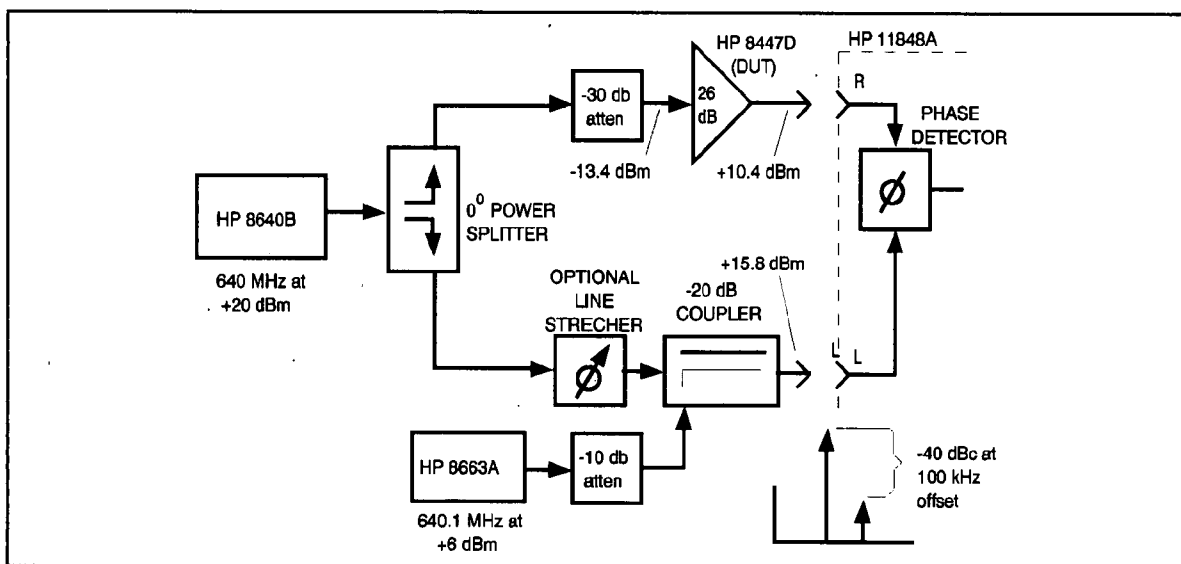 HP 8447D
(DUT)
HP 11848A
R
-30 db
atten
26
dB
PHASE
DETECTOR
-13.4 dBm
+10.4 dBm
HP 8640B
0⁰ POWER
SPLITTER
640 MHz at
+20 dBm
OPTIONAL
LINE
STRECHER
-20 dB
COUPLER
+15.8 dBm
L
L
HP 8663A
-10 db
atten
640.1 MHz at
+6 dBm
-40 dBc at
100 kHz
offset